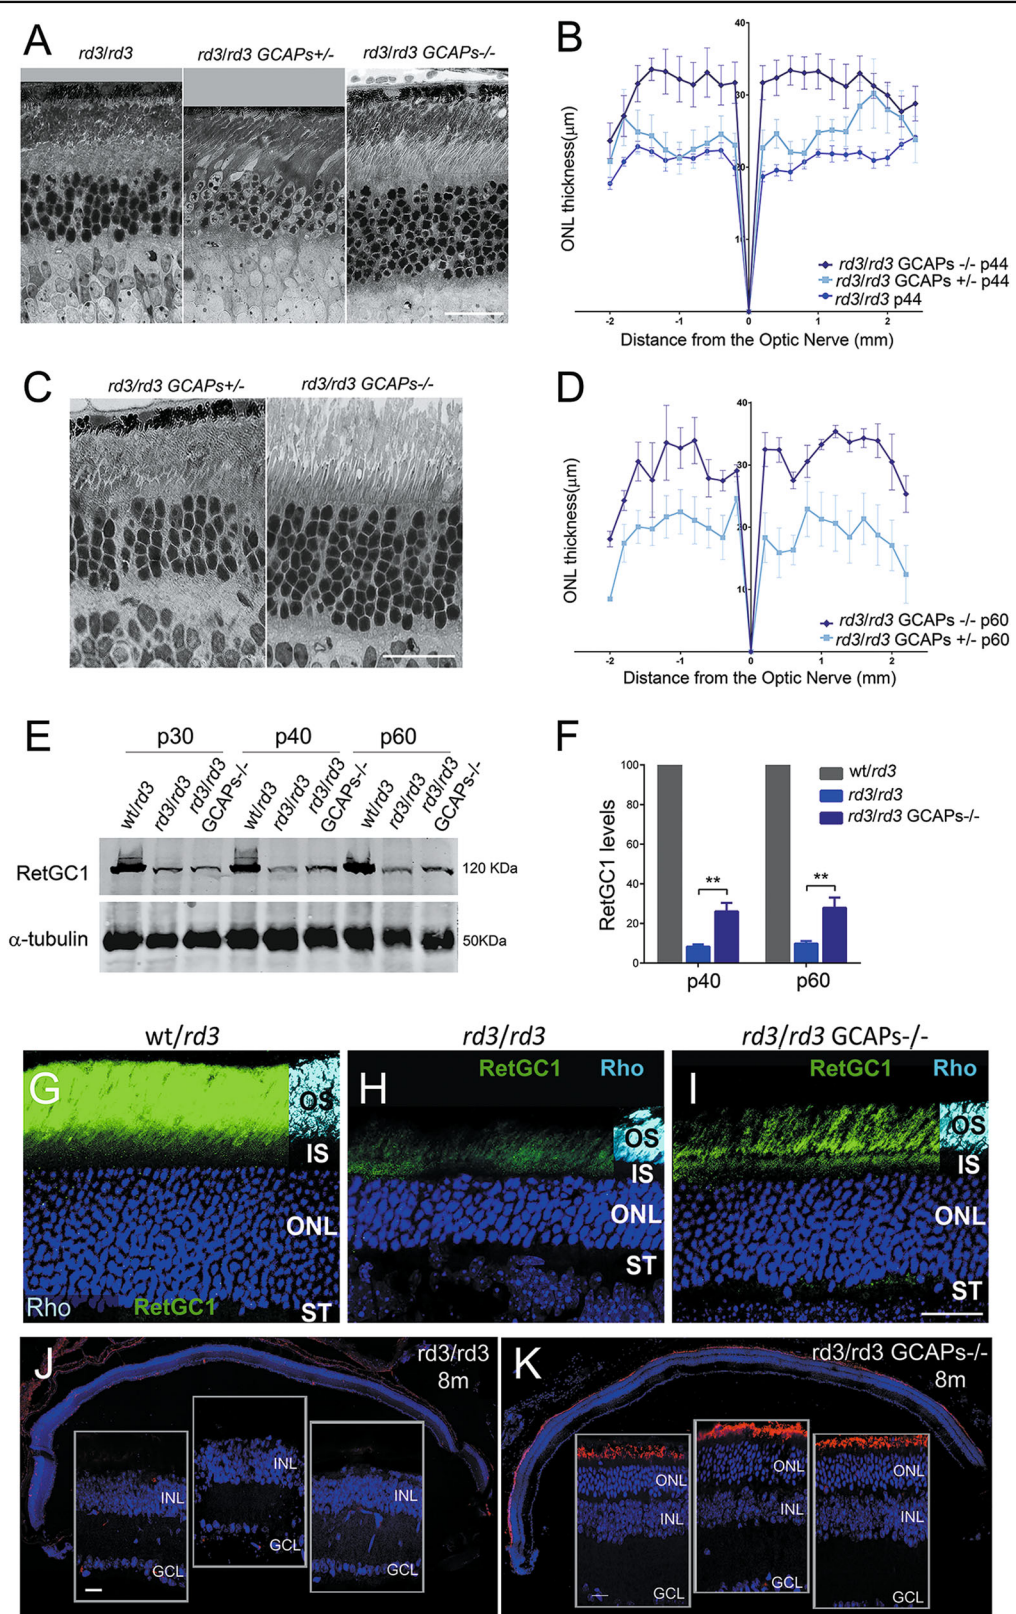 A
rd3/rd3
rd3/rd3 GCAPs+/-
rd3/rd3 GCAPs-/-
B
ONL thickness(μm)
40
30
20
10
-2
-1
0
1
2
rd3/rd3 GCAPs -/- p44
rd3/rd3 GCAPs +/- p44
rd3/rd3 p44
Distance from the Optic Nerve (mm)
C
rd3/rd3 GCAPs+/-
rd3/rd3 GCAPs-/-
D
ONL thickness(μm)
40
30
20
10
-2
-1
0
1
2
rd3/rd3 GCAPs -/- p60
rd3/rd3 GCAPs +/- p60
Distance from the Optic Nerve (mm)
E
p30
p40
p60
wt/rd3
rd3/rd3
rd3/rd3
GCAPs-/-
wt/rd3
rd3/rd3
rd3/rd3
GCAPs-/-
wt/rd3
rd3/rd3
rd3/rd3
GCAPs-/-
RetGC1
120 KDa
α-tubulin
50KDa
F
RetGC1 levels
100
80
60
40
20
0
**
**
p40
p60
wt/rd3
rd3/rd3
rd3/rd3 GCAPs-/-
wt/rd3
rd3/rd3
rd3/rd3 GCAPs-/-
G
OS
IS
ONL
ST
Rho
RetGC1
H
RetGC1
Rho
OS
IS
ONL
ST
I
RetGC1
Rho
OS
IS
ONL
ST
J
rd3/rd3
8m
INL
GCL
INL
GCL
INL
GCL
K
rd3/rd3 GCAPs-/-
8m
ONL
INL
GCL
ONL
INL
GCL
ONL
INL
GCL